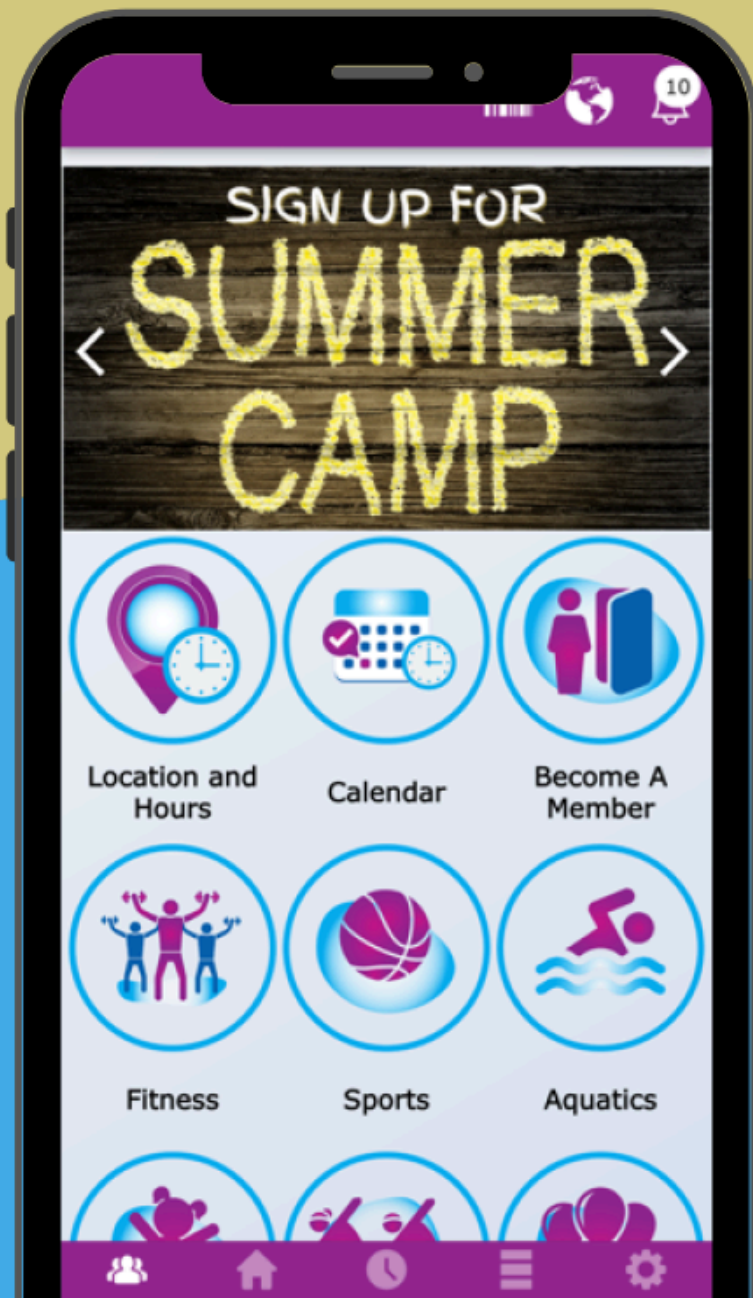 10
SIGN UP FOR
SUMMER
CAMP
Location and
Hours
Calendar
Become A
Member
Fitness
Sports
Aquatics